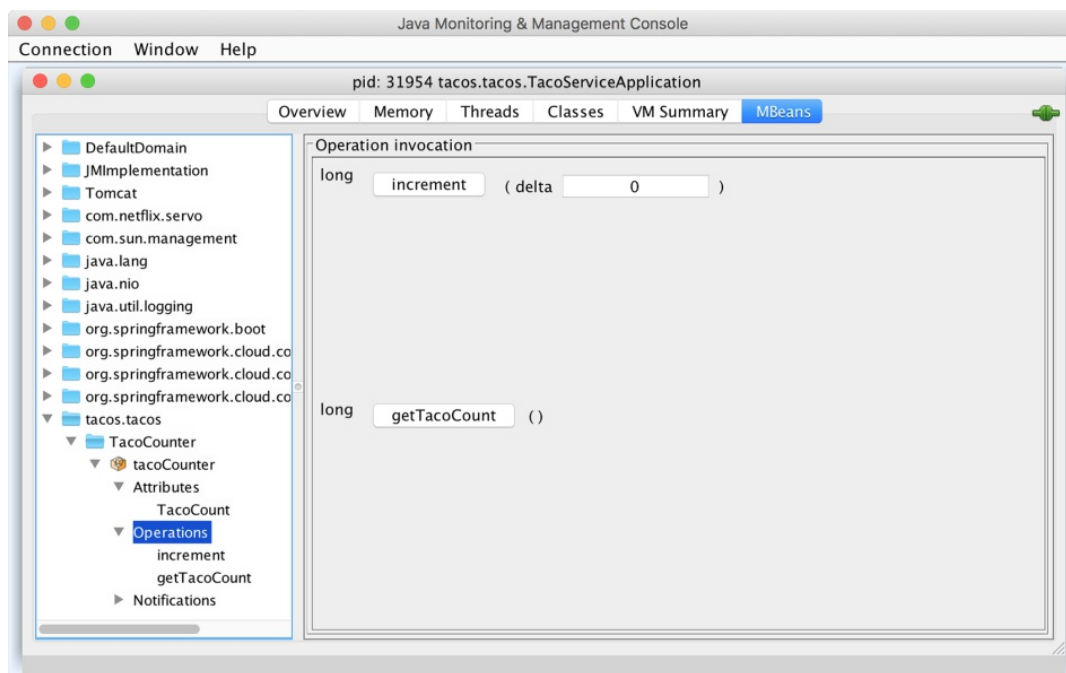 Java Monitoring & Management Console
Connection Window Help
pid: 31954 tacos.tacos.TacoServiceApplication
Overview Memory Threads Classes VM Summary MBeans
DefaultDomain
JMImplementation
Tomcat
com.netflix.servo
com.sun.management
java.lang
java.nio
java.util.logging
org.springframework.boot
org.springframework.cloud.co
org.springframework.cloud.co
org.springframework.cloud.co
tacos.tacos
TacoCounter
tacoCounter
Attributes
TacoCount
Operations
increment
getTacoCount
Notifications
Operation invocation
long increment ( delta 0 )
long getTacoCount ( )